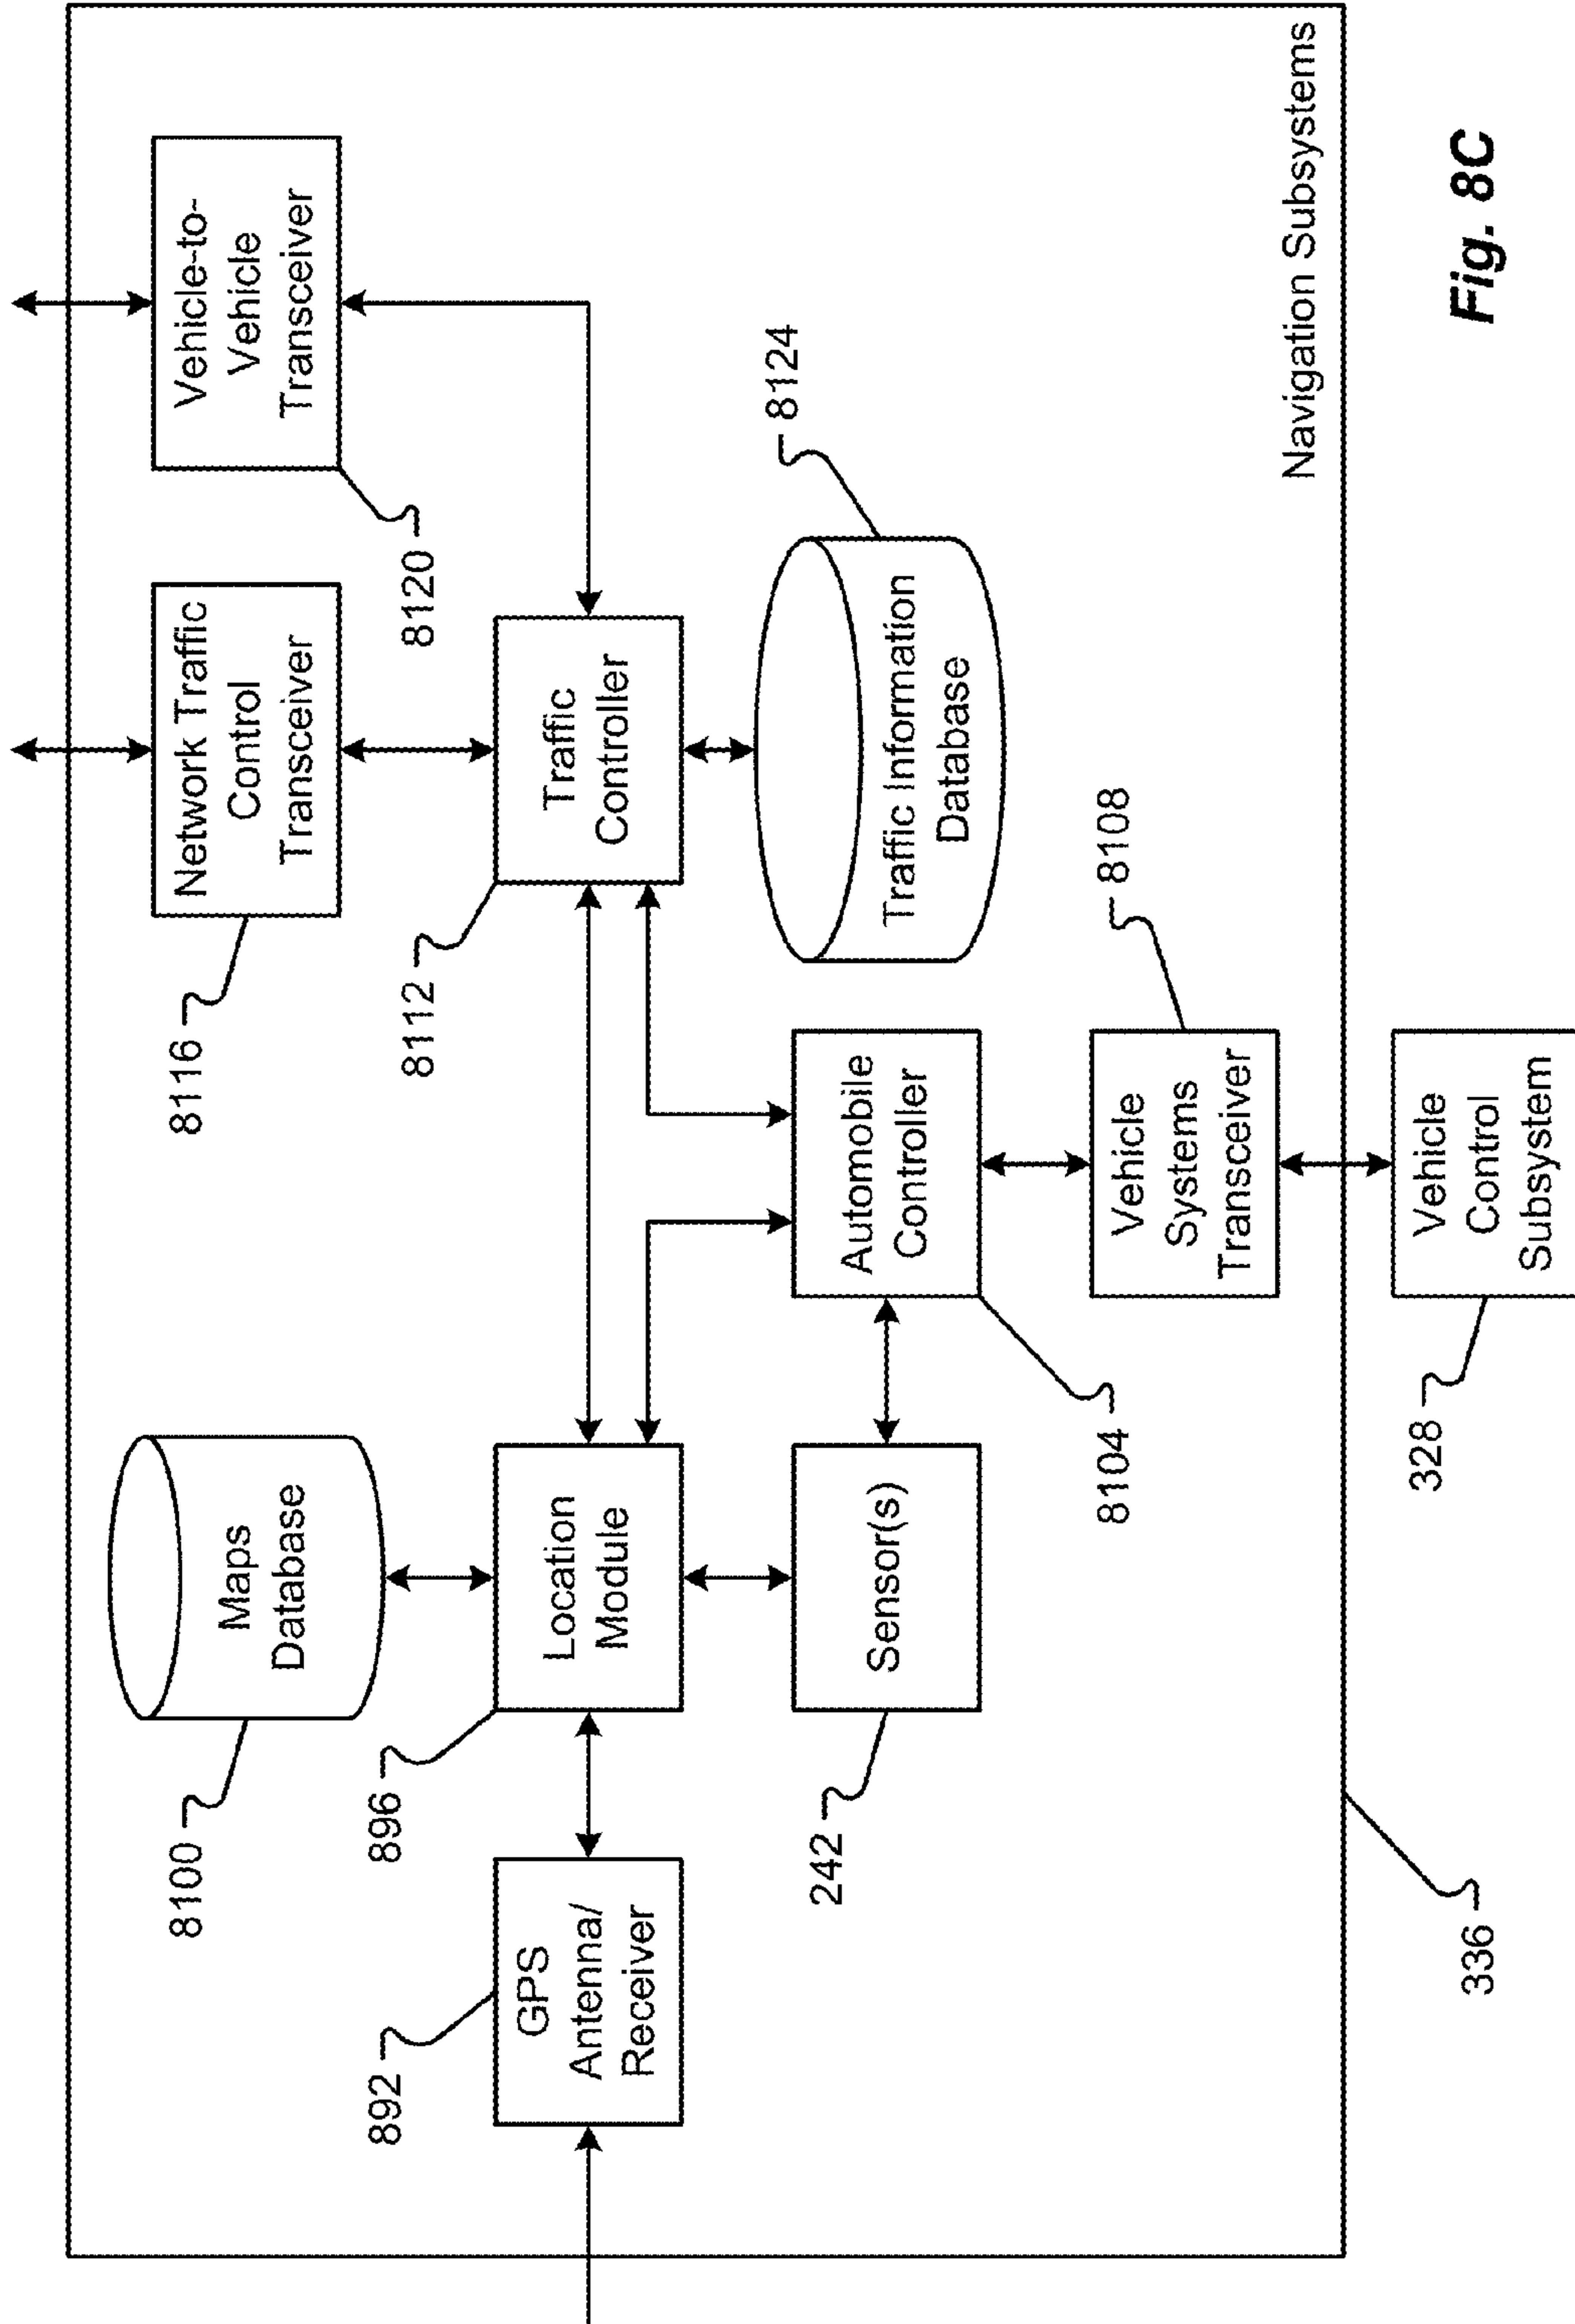 8100
Maps
Database
8116
Network Traffic
Control
Transceiver
Vehicle-to-
Vehicle
Transceiver
8120
892
GPS
Antenna/
Receiver
896
Location
Module
8112
Traffic
Controller
8124
Traffic Information
Database
242
Sensor(s)
Automobile
Controller
8104
8108
Vehicle
Systems
Transceiver
Navigation Subsystems
336
328
Vehicle
Control
Subsystem
Fig. 8C